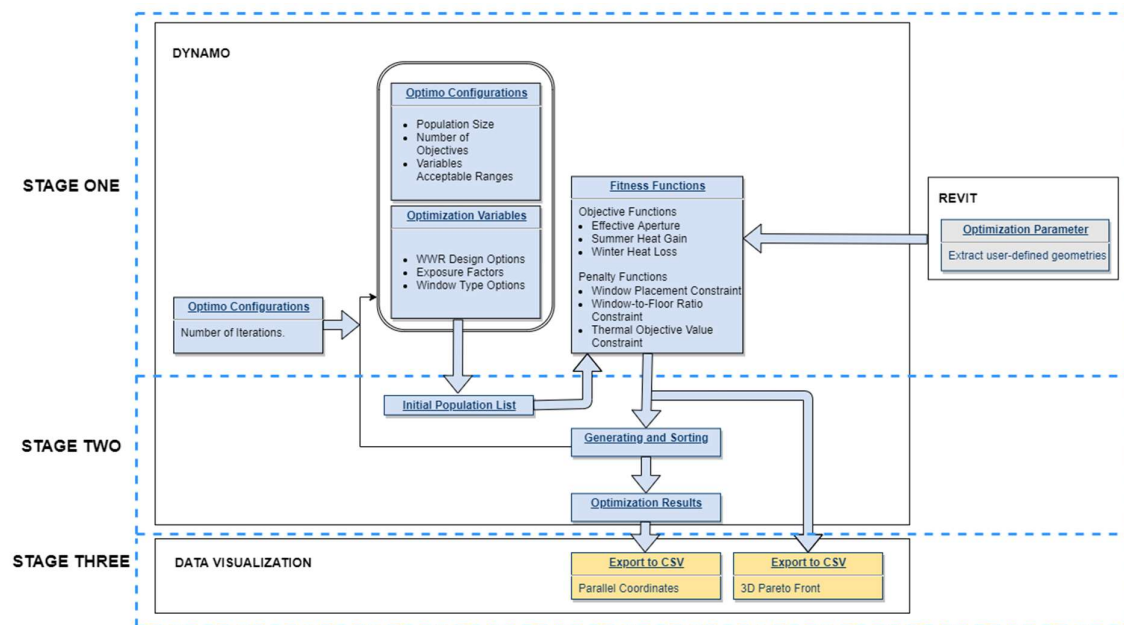 DYNAMO
Optimo Configurations
Population Size
Number of
Objectives
Variables
Acceptable Ranges
STAGE ONE
Fitness Functions
Objective Functions
Effective Aperture
Summer Heat Gain
Winter Heat Loss
Penalty Functions
Window Placement Constraint
Window-to-Floor Ratio
Constraint
Thermal Objective Value
Constraint
REVIT
Optimization Parameter
Extract user-defined geometries
Optimization Variables
WWR Design Options
Exposure Factors
Window Type Options
Optimo Configurations
Number of Iterations.
Initial Population List
STAGE TWO
Generating and Sorting
Optimization Results
STAGE THREE
DATA VISUALIZATION
Export to CSV
Parallel Coordinates
Export to CSV
3D Pareto Front